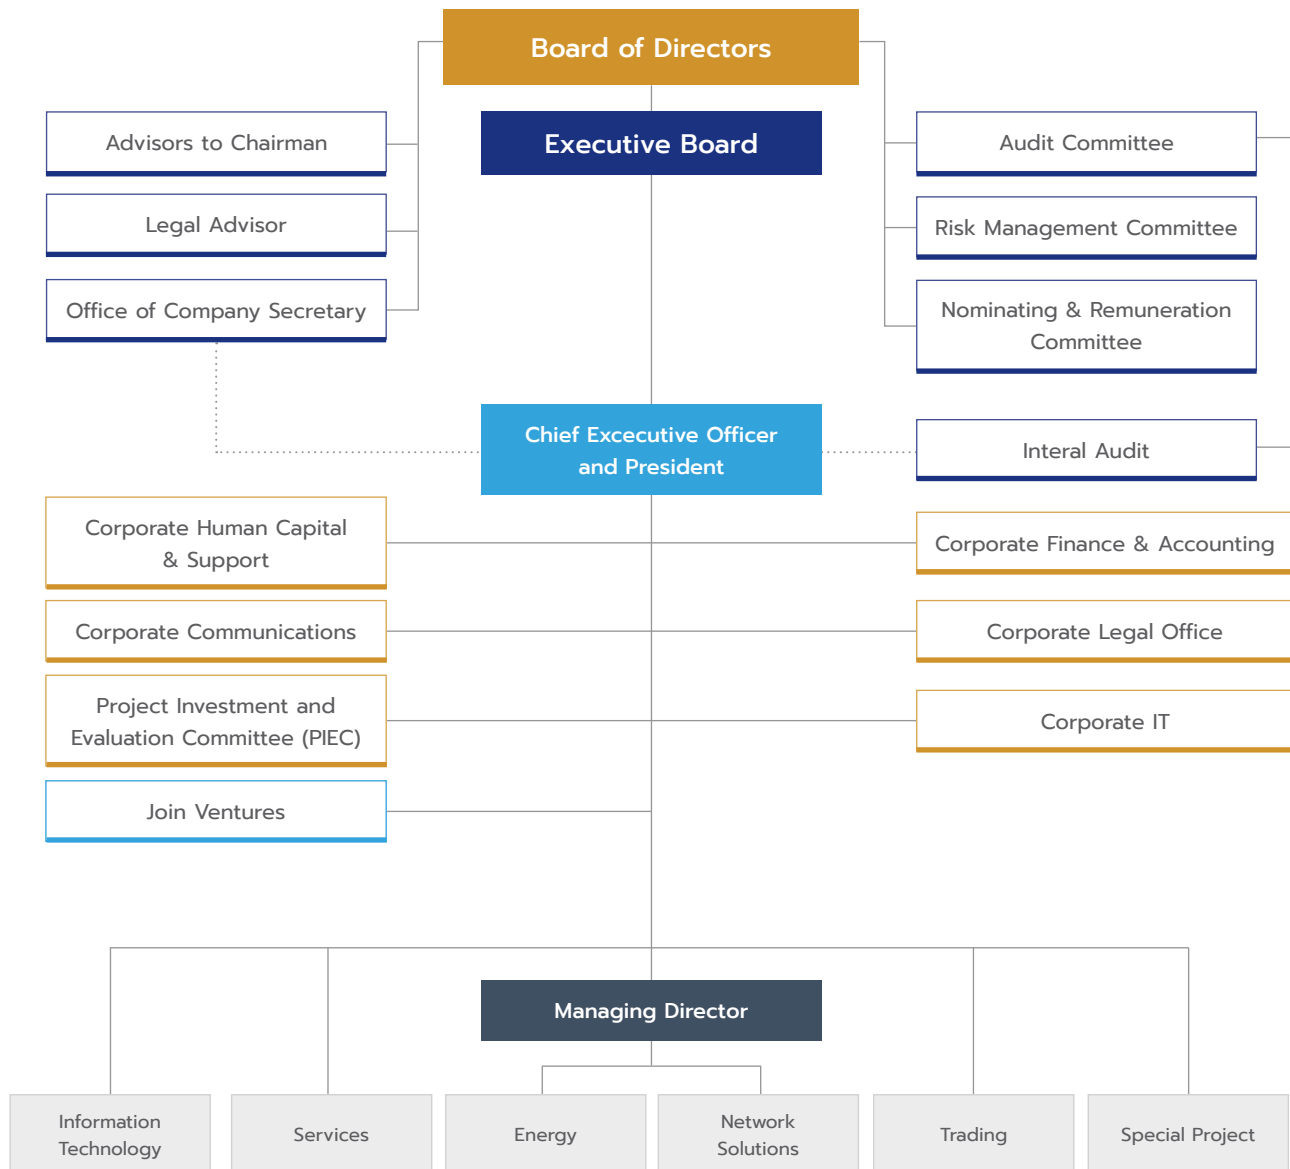 Board of Directors
Executive Board
Advisors to Chairman
Legal Advisor
Office of Company Secretary
Audit Committee
Risk Management Committee
Nominating & Remuneration
Committee
Chief Excecutive Officer
and President
Interal Audit
Corporate Human Capital
& Support
Corporate Finance & Accounting
Corporate Communications
Corporate Legal Office
Project Investment and
Evaluation Committee (PIEC)
Corporate IT
Join Ventures
Managing Director
Information
Technology
Services
Energy
Network
Solutions
Trading
Special Project